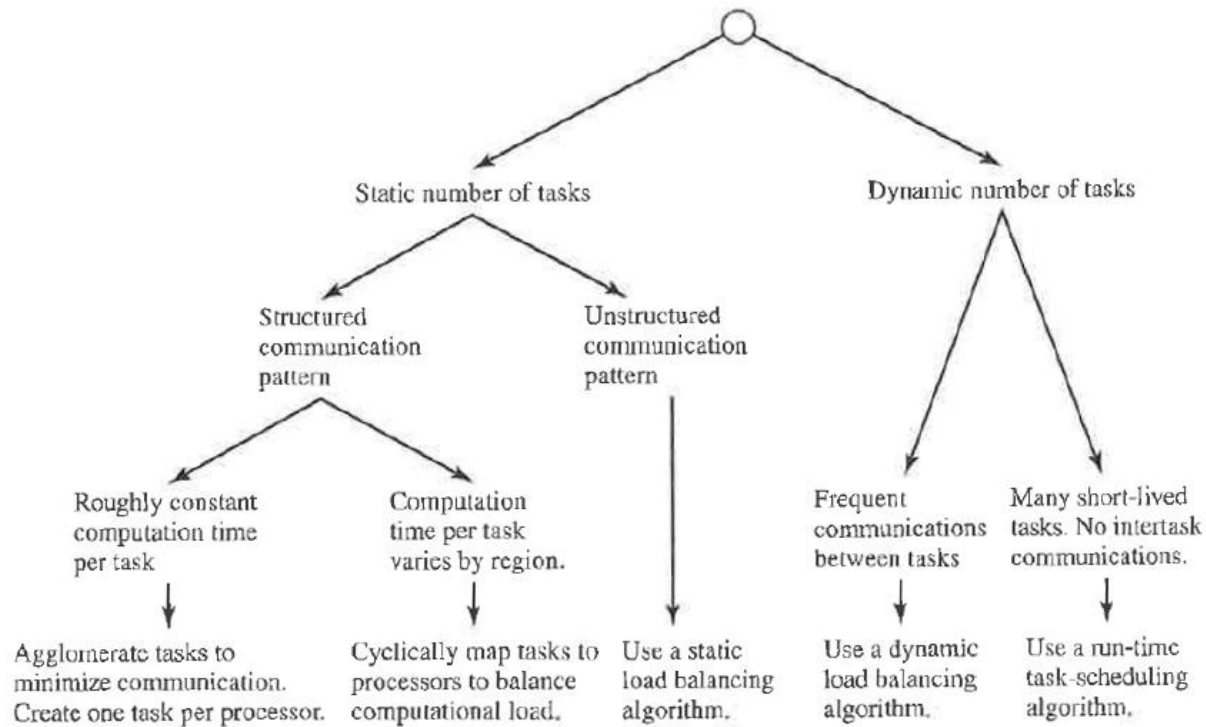 Static number of tasks
Dynamic number of tasks
Structured
communication
pattern
Unstructured
communication
pattern
Roughly constant
computation time
per task
Computation
time per task
varies by region.
Frequent
communications
between tasks
Many short-lived
tasks. No intertask
communications.
Agglomerate tasks to
minimize communication.
Create one task per processor.
Cyclically map tasks to
processors to balance
computational load.
Use a static
load balancing
algorithm.
Use a dynamic
load balancing
algorithm.
Use a run-time
task-scheduling
algorithm.